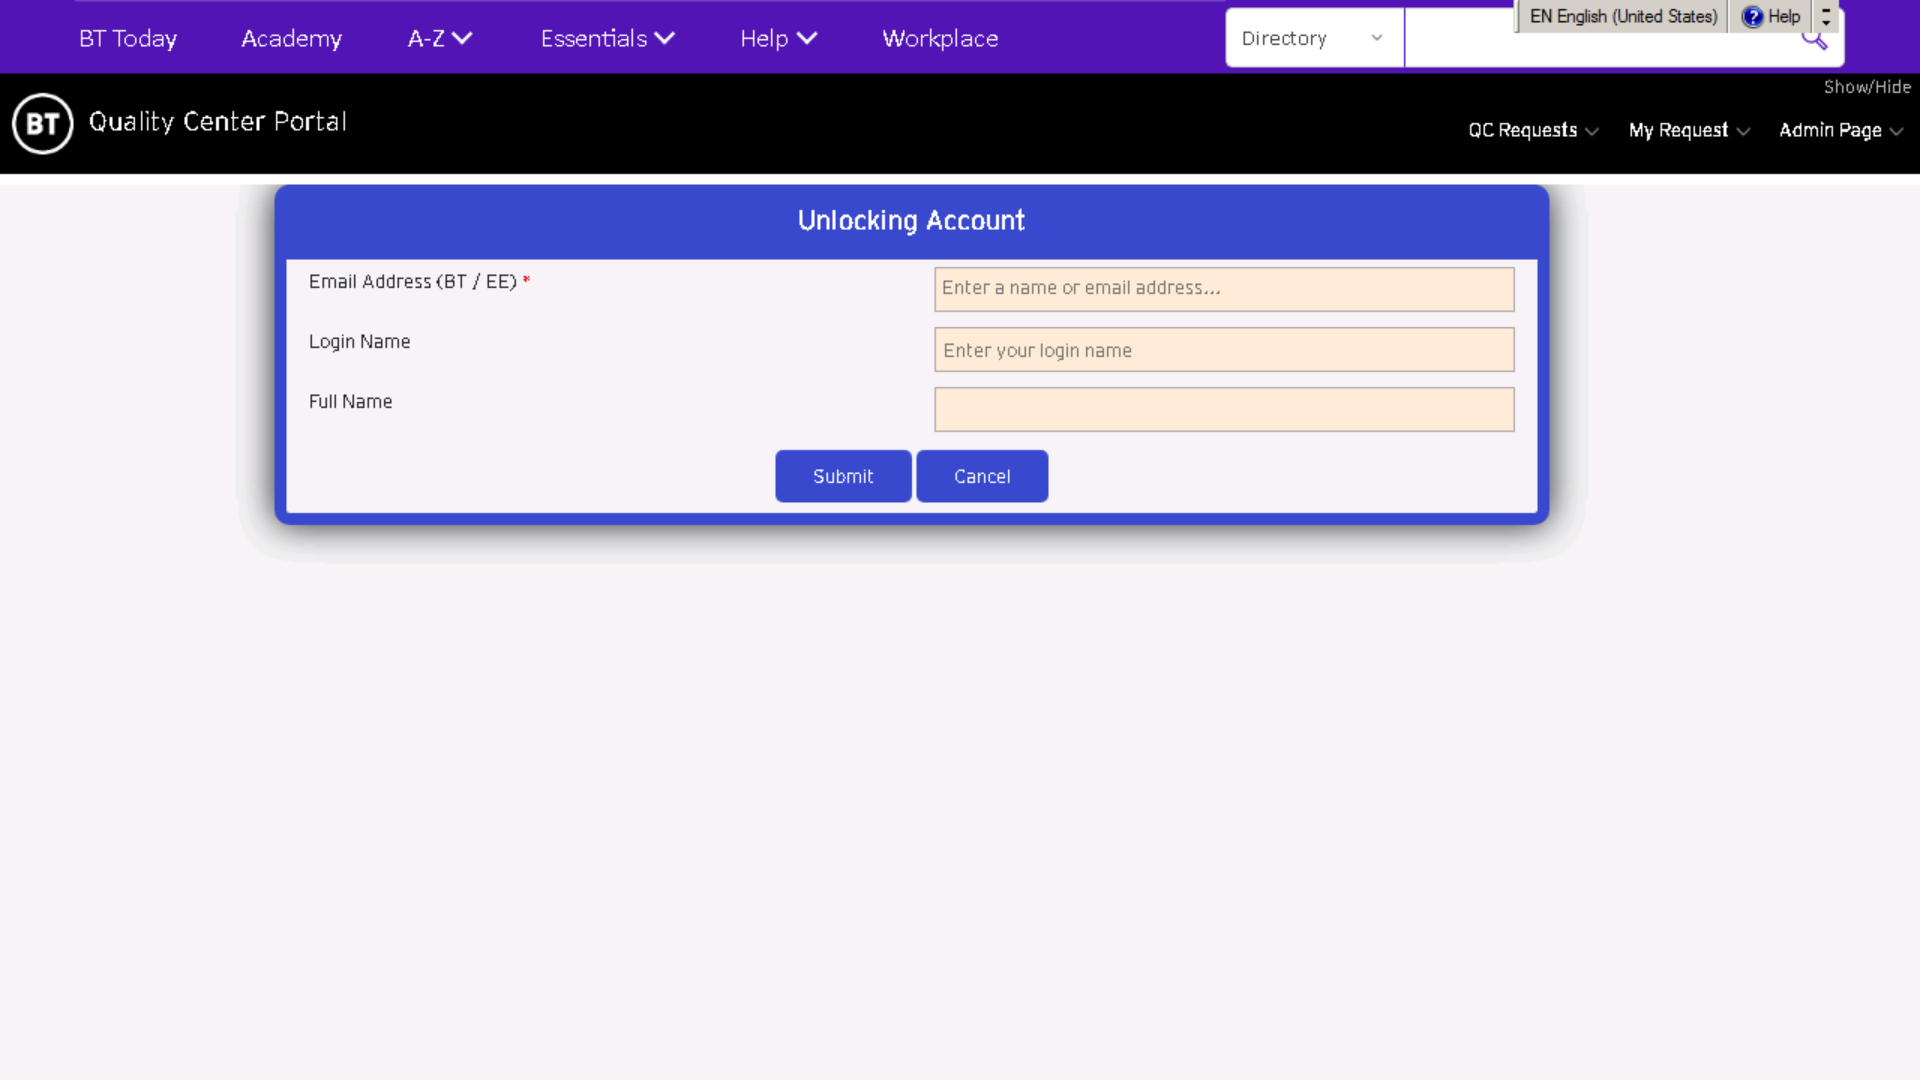 EN English (United States) Help
BT Today Academy A-Z Essentials Help Workplace Directory
Show/Hide
BT Quality Center Portal
QC Requests My Request Admin Page
Unlocking Account
Email Address (BT / EE) * Enter a name or email address...
Login Name Enter your login name
Full Name
Submit Cancel